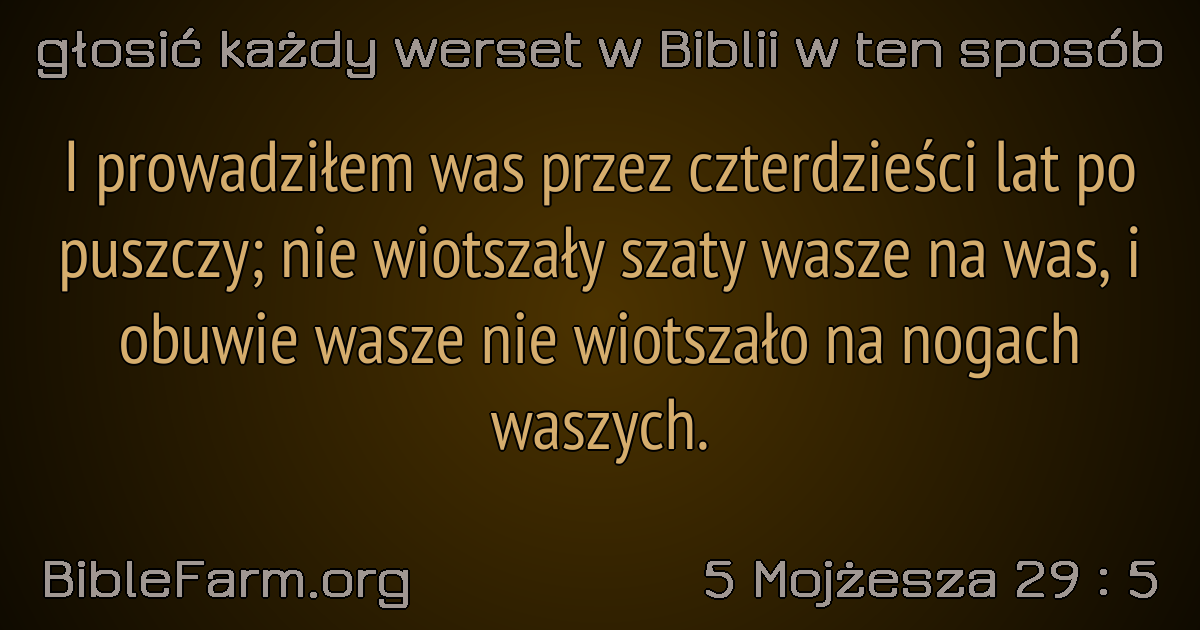 głosić każdy werset w Biblii w ten sposób
I prowadziłem was przez czterdzieści lat po
puszczy; nie wiotszały szaty wasze na was, i
obuwie wasze nie wiotszało na nogach
waszych.
BibleFarm.org
5 Mojżesza 29 : 5